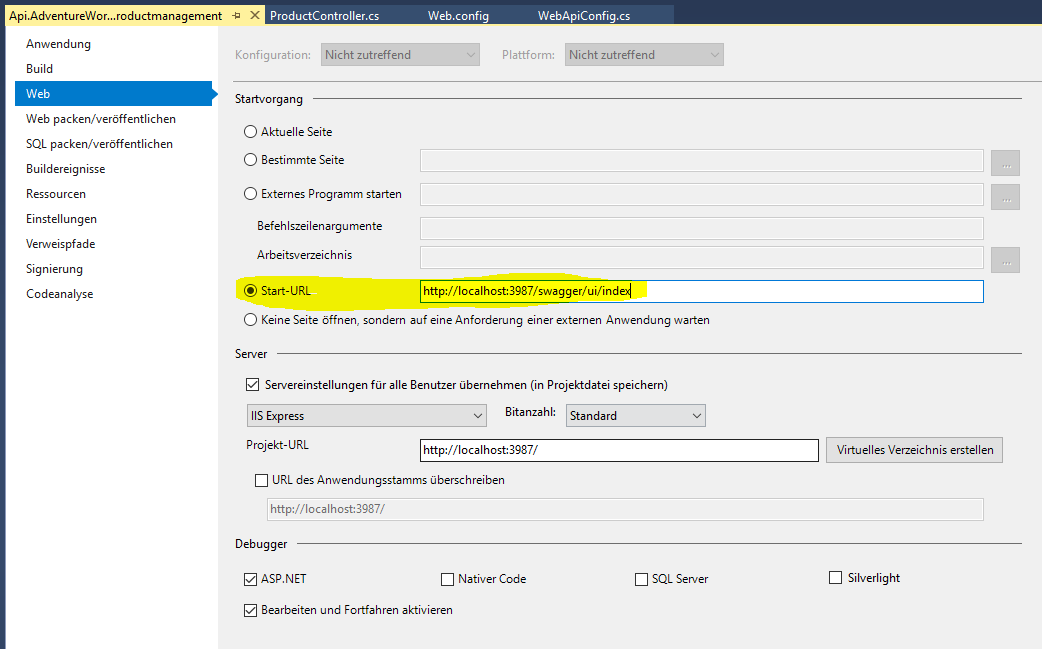 Api.AdventureWor...roductmanagement ProductController.cs Web.config WebApiConfig.cs
Anwendung
Build
Web
Web packen/veröffentlichen
SQL packen/veröffentlichen
Buildereignisse
Ressourcen
Einstellungen
Verweispfade
Signierung
Codeanalyse
Konfiguration: Nicht zutreffend Plattform: Nicht zutreffend
Startvorgang
Aktuelle Seite
Bestimmte Seite ...
Externes Programm starten ...
Befehlszeilenargumente
Arbeitsverzeichnis ...
Start-URL http://localhost:3987/swagger/ui/index
Keine Seite öffnen, sondern auf eine Anforderung einer externen Anwendung warten
Server
Servereinstellungen für alle Benutzer übernehmen (in Projektdatei speichern)
IIS Express Bitanzahl: Standard
Projekt-URL http://localhost:3987/ Virtuelles Verzeichnis erstellen
URL des Anwendungsstamms überschreiben
http://localhost:3987/
Debugger
ASP.NET Nativer Code SQL Server Silverlight
Bearbeiten und Fortfahren aktivieren